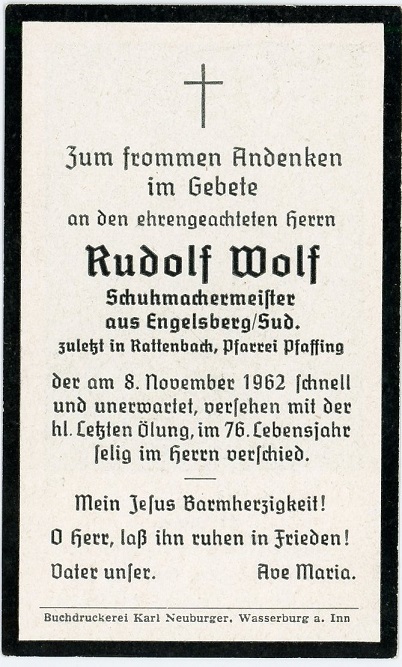 Zum frommen Andenken
im Gebete
an den ehrengeachteten Herrn
Rudolf Wolf
Schuhmachermeister
aus Engelsberg/Sud.
zuletzt in Rattenbach, Pfarrei Pfaffing
der am 8. November 1962 schnell
und unerwartet, versehen mit der
hl. Letzten Ölung, im 76. Lebensjahr
selig im Herrn verschied.
Mein Jesus Barmherzigkeit!
O Herr, laß ihn ruhen in Frieden!
Vater unser. Ave Maria.
Buchdruckerei Karl Neuburger, Wasserburg a. Inn